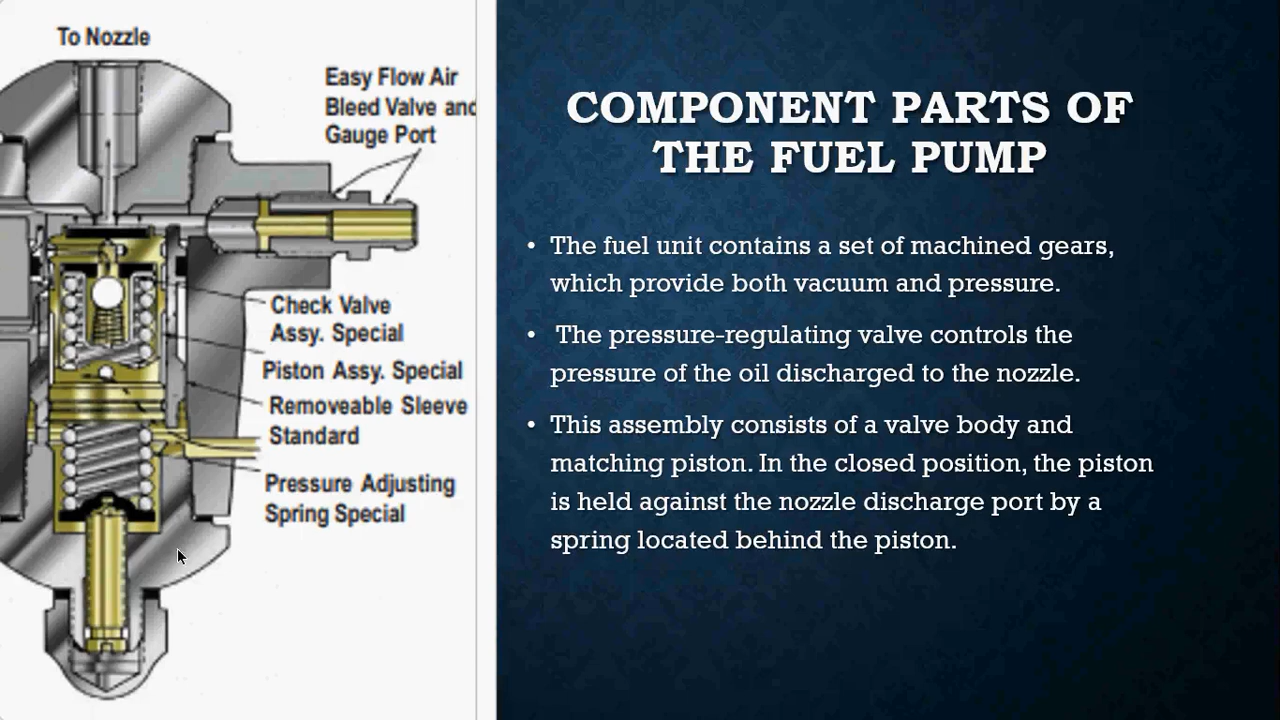 To Nozzle
Easy Flow Air
Bleed Valve and
Gauge Port
Check Valve
Assy. Special
Piston Assy. Special
Removeable Sleeve
Standard
Pressure Adjusting
Spring Special
COMPONENT PARTS OF
THE FUEL PUMP
• The fuel unit contains a set of machined gears,
which provide both vacuum and pressure.
• The pressure-regulating valve controls the
pressure of the oil discharged to the nozzle.
• This assembly consists of a valve body and
matching piston. In the closed position, the piston
is held against the nozzle discharge port by a
spring located behind the piston.